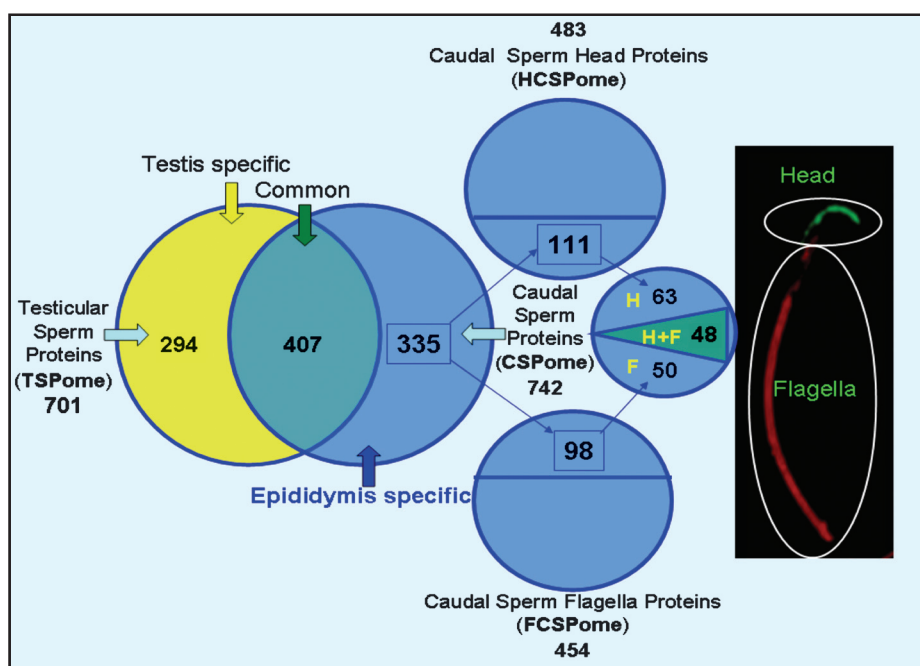 483
Caudal Sperm Head Proteins
(HCSPome)
Testis specific
Common
Head
111
Testicular
Sperm
Proteins
(TSPome)
701
294
407
335
Caudal
Sperm
Proteins
(CSPome)
742
H 63
H+F 48
F 50
Flagella
98
Epididymis specific
Caudal Sperm Flagella Proteins
(FCSPome)
454